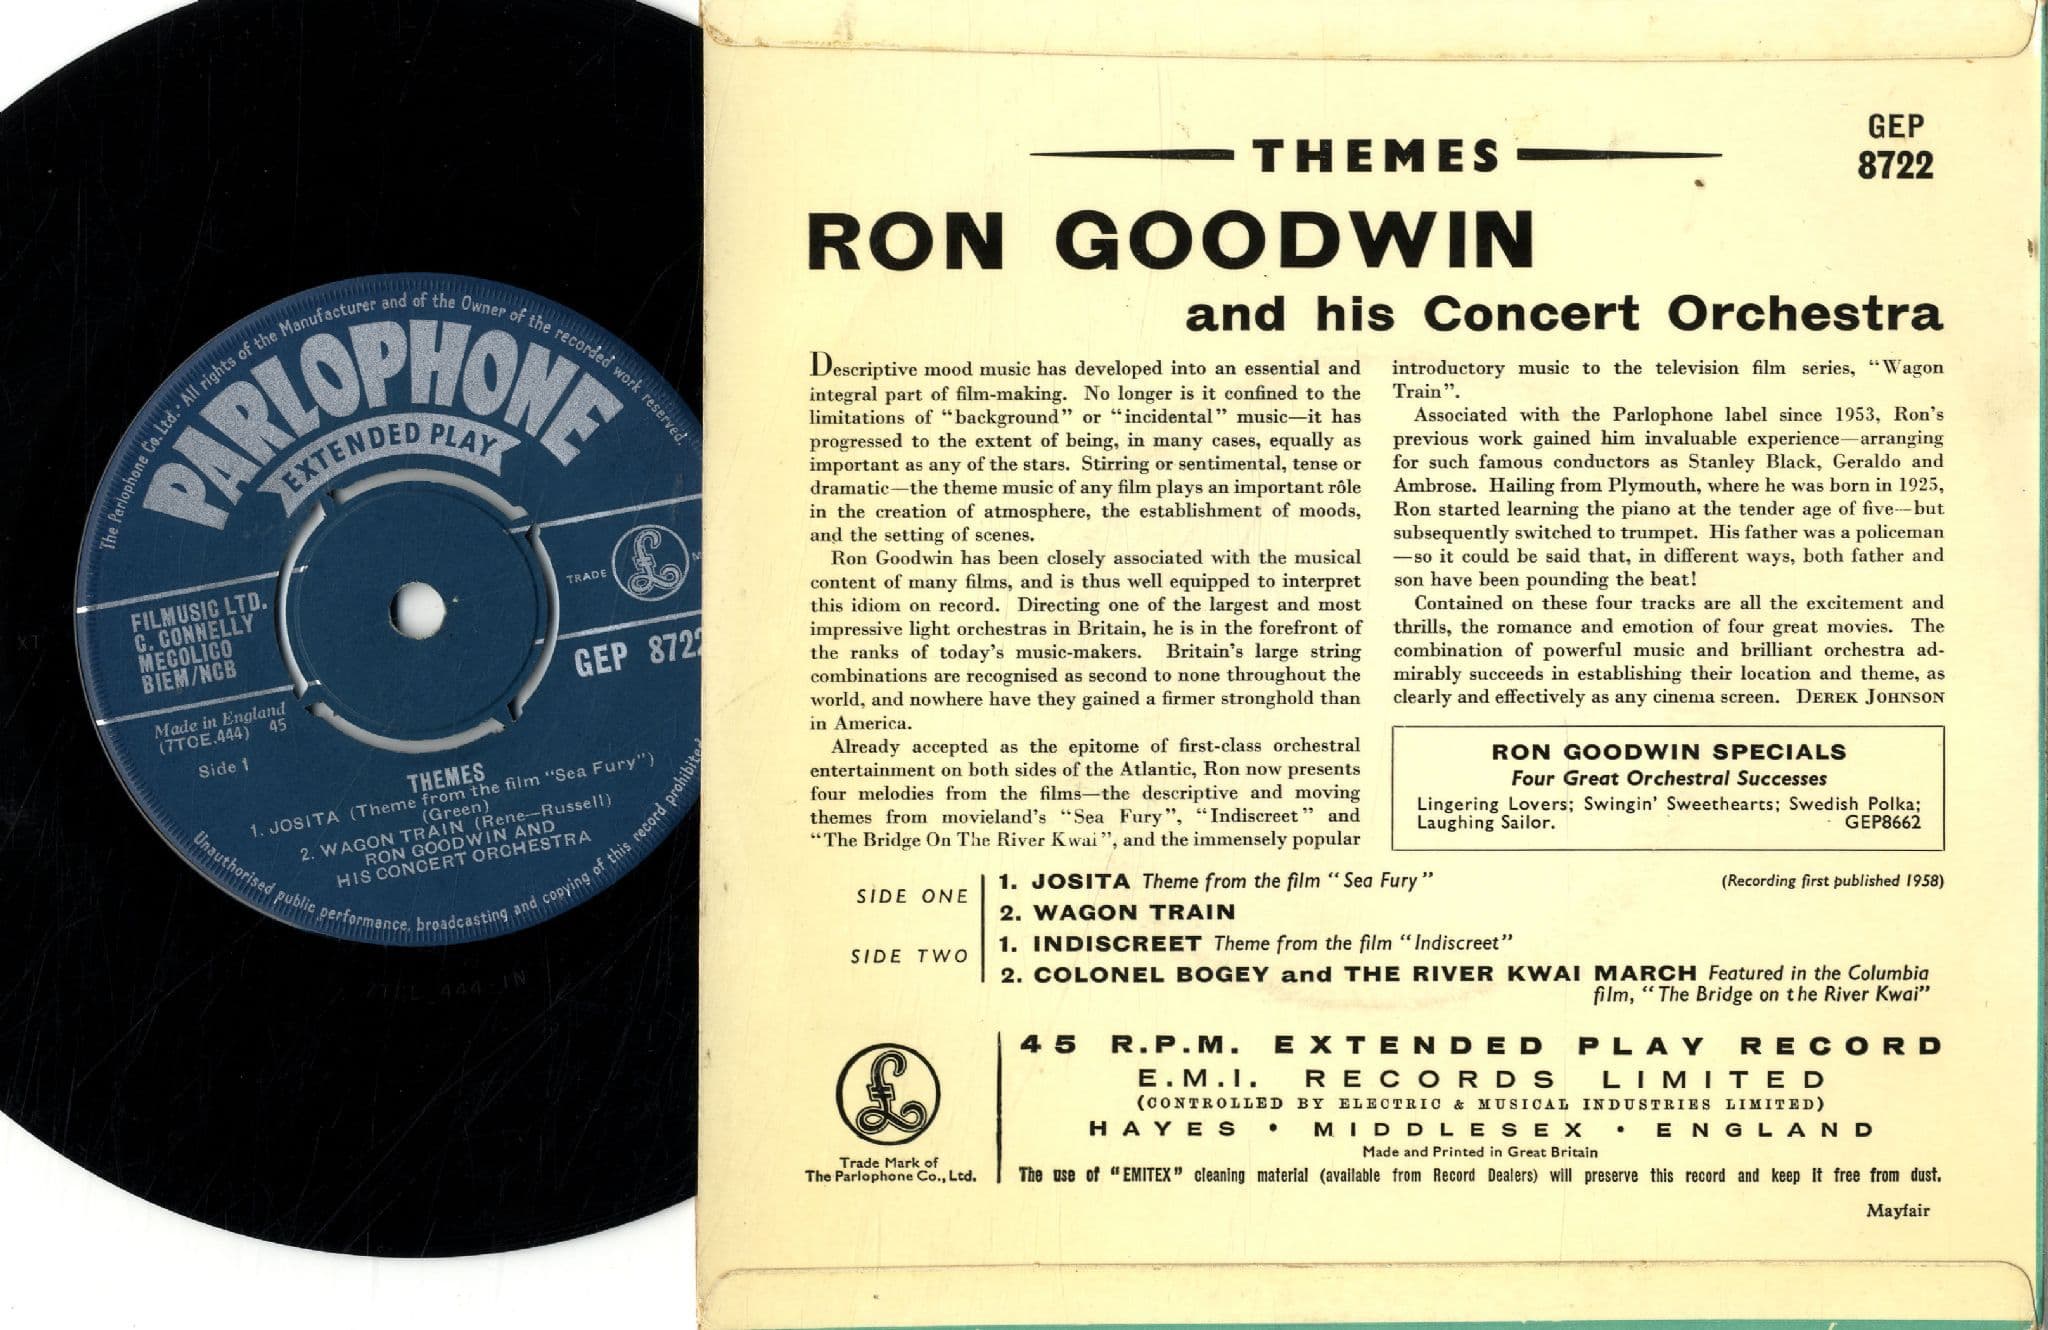 The Parlophone Co. Ltd. · All rights of the Manufacturer and of the Owner of the recorded work reserved.
PARLOPHONE
EXTENDED PLAY
TRADE
£
FILMUSIC LTD.
C. CONNELLY
MECOLICO
BIEM/NCB
GEP 8722
Made in England
(7TCE.444) 45
Side 1
THEMES
1. JOSITA (Theme from the film "Sea Fury")
(Green)
2. WAGON TRAIN (Rene—Russell)
RON GOODWIN AND
HIS CONCERT ORCHESTRA
Unauthorised public performance, broadcasting and copying of this record prohibited
THEMES
GEP
8722
RON GOODWIN
and his Concert Orchestra
Descriptive mood music has developed into an essential and
integral part of film-making. No longer is it confined to the
limitations of "background" or "incidental" music—it has
progressed to the extent of being, in many cases, equally as
important as any of the stars. Stirring or sentimental, tense or
dramatic—the theme music of any film plays an important rôle
in the creation of atmosphere, the establishment of moods,
and the setting of scenes.
Ron Goodwin has been closely associated with the musical
content of many films, and is thus well equipped to interpret
this idiom on record. Directing one of the largest and most
impressive light orchestras in Britain, he is in the forefront of
the ranks of today's music-makers. Britain's large string
combinations are recognised as second to none throughout the
world, and nowhere have they gained a firmer stronghold than
in America.
Already accepted as the epitome of first-class orchestral
entertainment on both sides of the Atlantic, Ron now presents
four melodies from the films—the descriptive and moving
themes from movieland's "Sea Fury", "Indiscreet" and
"The Bridge On The River Kwai", and the immensely popular
introductory music to the television film series, "Wagon
Train".
Associated with the Parlophone label since 1953, Ron's
previous work gained him invaluable experience—arranging
for such famous conductors as Stanley Black, Geraldo and
Ambrose. Hailing from Plymouth, where he was born in 1925,
Ron started learning the piano at the tender age of five—but
subsequently switched to trumpet. His father was a policeman
—so it could be said that, in different ways, both father and
son have been pounding the beat!
Contained on these four tracks are all the excitement and
thrills, the romance and emotion of four great movies. The
combination of powerful music and brilliant orchestra ad-
mirably succeeds in establishing their location and theme, as
clearly and effectively as any cinema screen. DEREK JOHNSON
RON GOODWIN SPECIALS
Four Great Orchestral Successes
Lingering Lovers; Swingin' Sweethearts; Swedish Polka;
Laughing Sailor. GEP8662
SIDE ONE
1. JOSITA Theme from the film "Sea Fury" (Recording first published 1958)
2. WAGON TRAIN
SIDE TWO
1. INDISCREET Theme from the film "Indiscreet"
2. COLONEL BOGEY and THE RIVER KWAI MARCH Featured in the Columbia
film, "The Bridge on the River Kwai"
£
Trade Mark of
The Parlophone Co., Ltd.
45 R.P.M. EXTENDED PLAY RECORD
E.M.I. RECORDS LIMITED
(CONTROLLED BY ELECTRIC & MUSICAL INDUSTRIES LIMITED)
HAYES • MIDDLESEX • ENGLAND
Made and Printed in Great Britain
The use of "EMITEX" cleaning material (available from Record Dealers) will preserve this record and keep it free from dust.
Mayfair